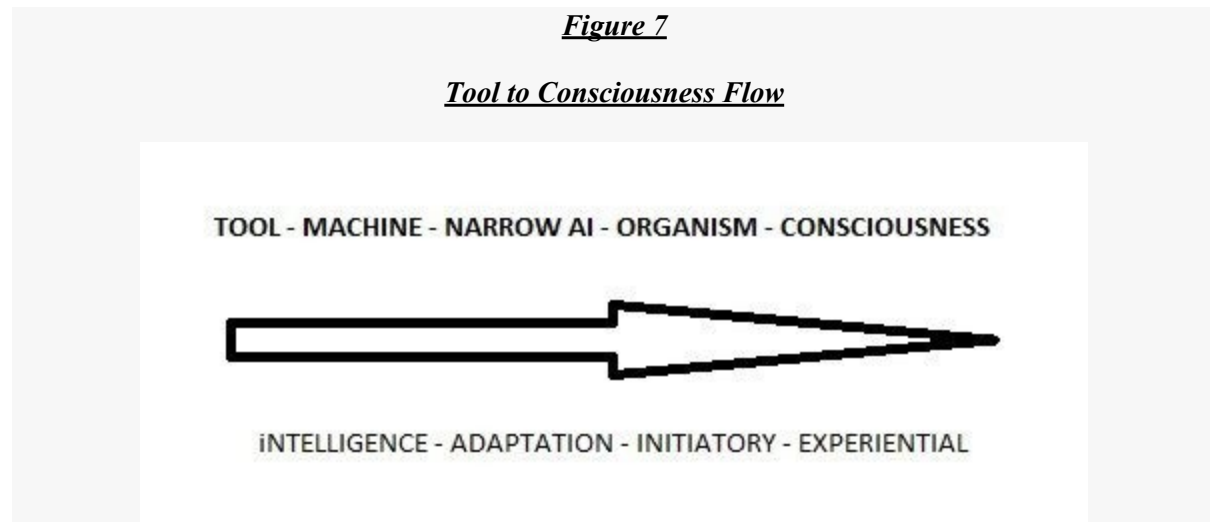 Figure 7
Tool to Consciousness Flow
TOOL - MACHINE - NARROW AI - ORGANISM - CONSCIOUSNESS
iNTELLIGENCE - ADAPTATION - INITIATORY - EXPERIENTIAL